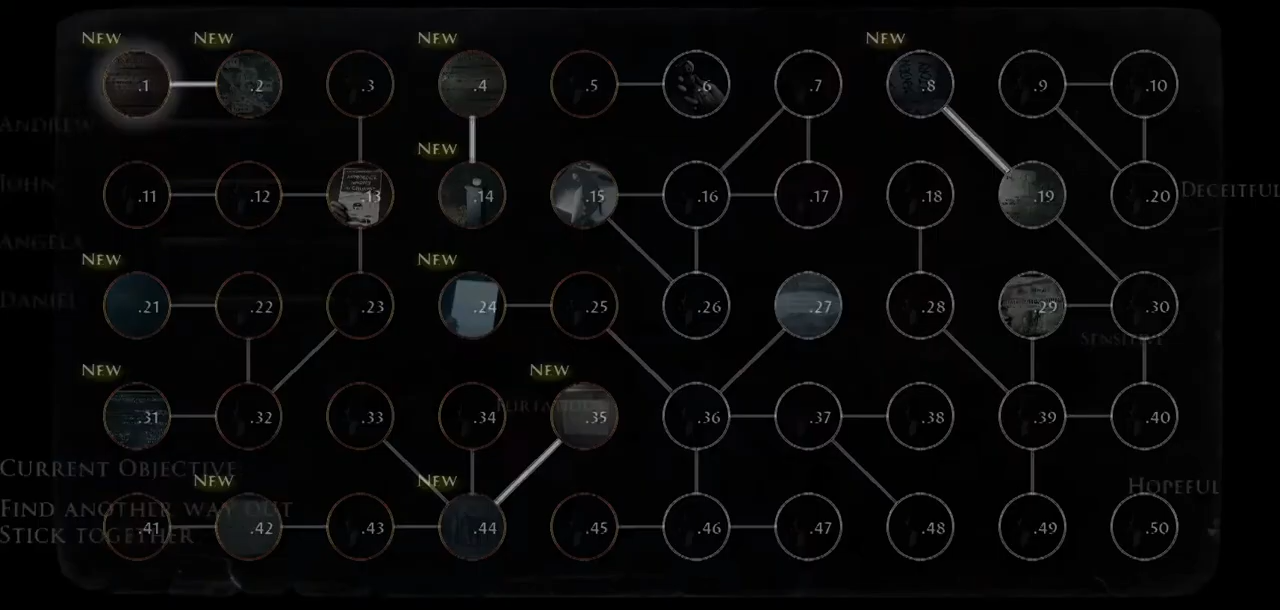 New New New New
.1 .2 .3 .4 .5 .6 .7 .8 .9 .10
Andrew
New
John
.11 .12 .13 .14 .15 .16 .17 .18 .19 .20
Deceitful
Angela
New New
Daniel
.21 .22 .23 .24 .25 .26 .27 .28 .29 .30
Sensitive
New New
.31 .32 .33 .34 .35 .36 .37 .38 .39 .40
Current Objective
New New
Hopeful
Find another way out
.41 .42 .43 .44 .45 .46 .47 .48 .49 .50
Stick together